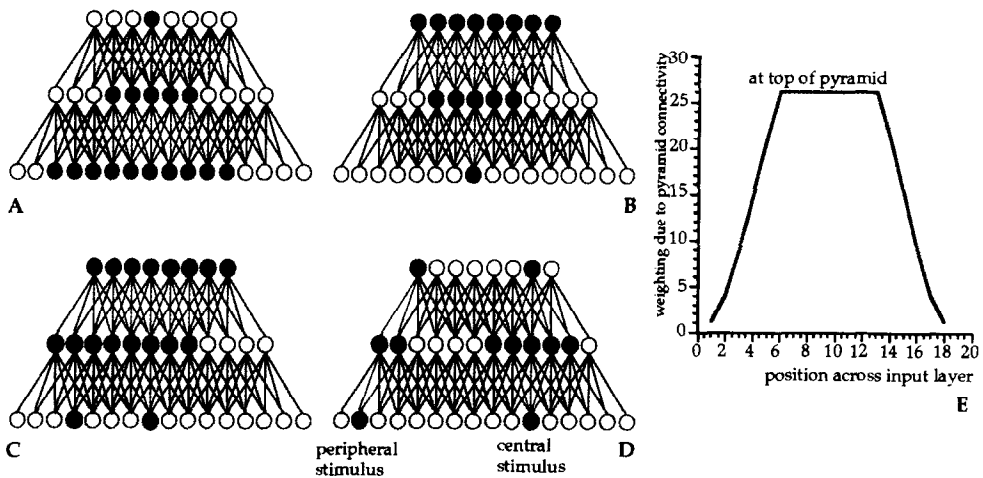 A
B
C
peripheral
stimulus
central
stimulus
D
weighting due to pyramid connectivity
30
25
20
15
10
5
0
at top of pyramid
0 2 4 6 8 10 12 14 16 18 20
position across input layer
E